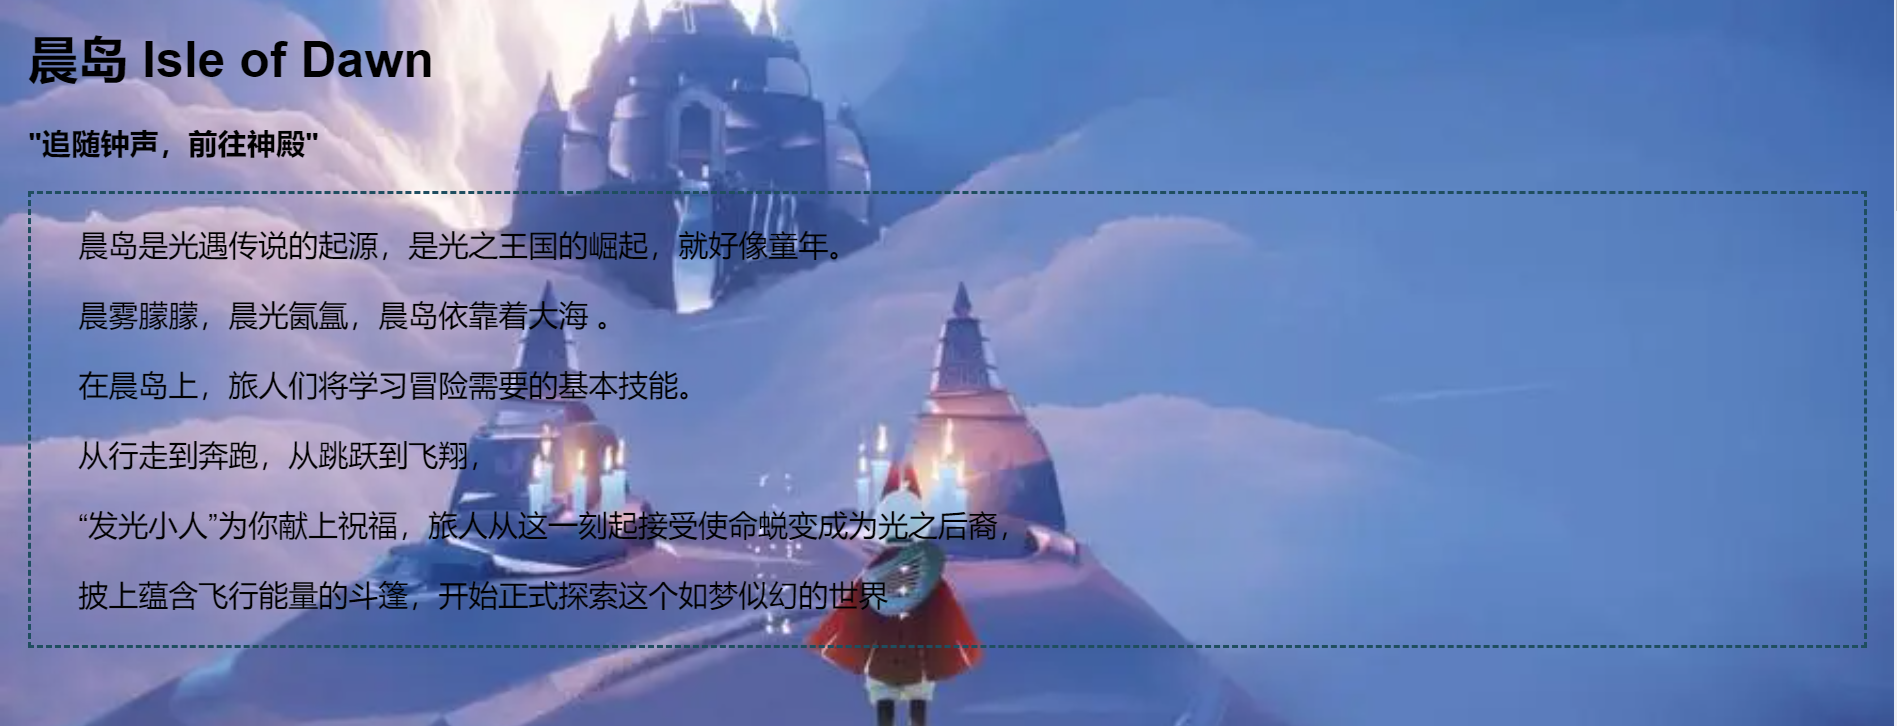 晨岛 Isle of Dawn
"追随钟声，前往神殿"
晨岛是光遇传说的起源，是光之王国的崛起，就好像童年。
晨雾朦朦，晨光氤氲，晨岛依靠着大海 。
在晨岛上，旅人们将学习冒险需要的基本技能。
从行走到奔跑，从跳跃到飞翔，
“发光小人”为你献上祝福，旅人从这一刻起接受使命蜕变成为光之后裔，
披上蕴含飞行能量的斗篷，开始正式探索这个如梦似幻的世界